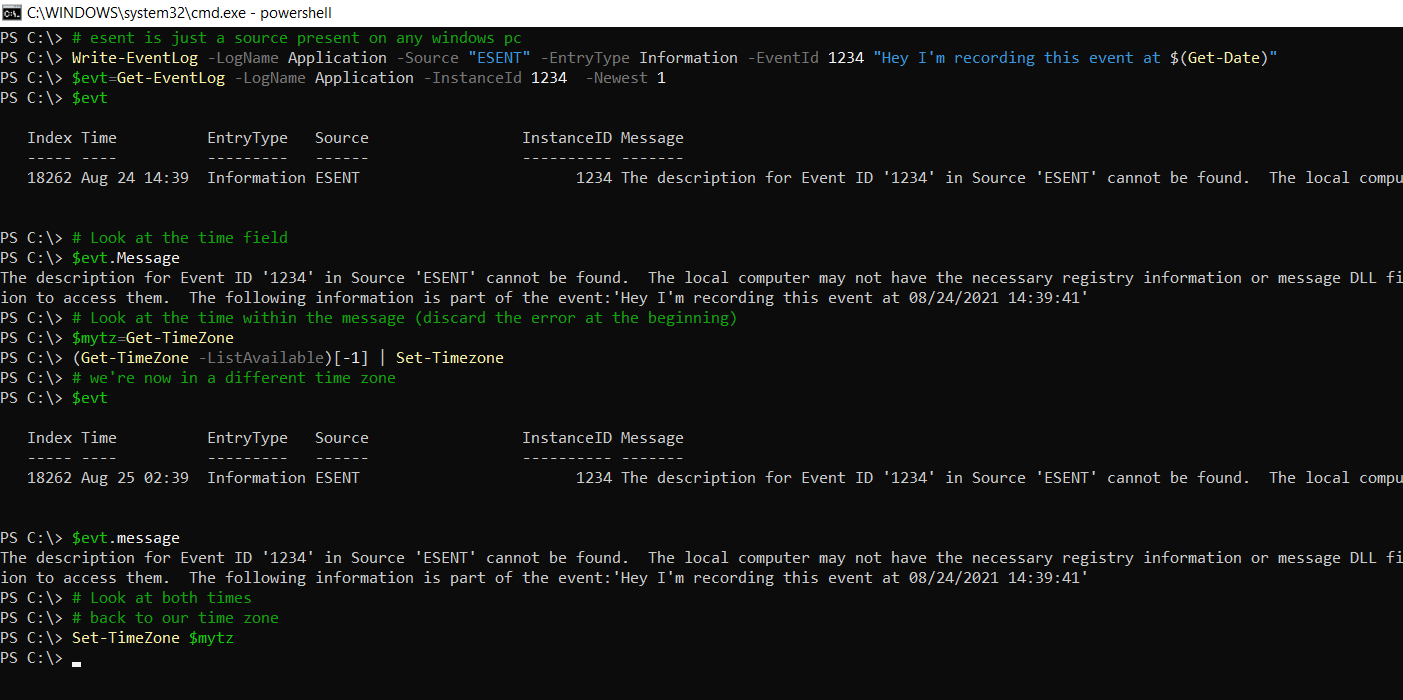 C:\WINDOWS\system32\cmd.exe - powershell
PS C:\> # esent is just a source present on any windows pc
PS C:\> Write-EventLog -LogName Application -Source "ESENT" -EntryType Information -EventId 1234 "Hey I'm recording this event at $(Get-Date)"
PS C:\> $evt=Get-EventLog -LogName Application -InstanceId 1234  -Newest 1
PS C:\> $evt
   Index Time          EntryType   Source                 InstanceID Message
   ----- ----          ---------   ------                 ---------- -------
   18262 Aug 24 14:39  Information ESENT                        1234 The description for Event ID '1234' in Source 'ESENT' cannot be found.  The local compu
PS C:\> # Look at the time field
PS C:\> $evt.Message
The description for Event ID '1234' in Source 'ESENT' cannot be found.  The local computer may not have the necessary registry information or message DLL fi
ion to access them.  The following information is part of the event:'Hey I'm recording this event at 08/24/2021 14:39:41'
PS C:\> # Look at the time within the message (discard the error at the beginning)
PS C:\> $mytz=Get-TimeZone
PS C:\> (Get-TimeZone -ListAvailable)[-1] | Set-Timezone
PS C:\> # we're now in a different time zone
PS C:\> $evt
   Index Time          EntryType   Source                 InstanceID Message
   ----- ----          ---------   ------                 ---------- -------
   18262 Aug 25 02:39  Information ESENT                        1234 The description for Event ID '1234' in Source 'ESENT' cannot be found.  The local compu
PS C:\> $evt.message
The description for Event ID '1234' in Source 'ESENT' cannot be found.  The local computer may not have the necessary registry information or message DLL fi
ion to access them.  The following information is part of the event:'Hey I'm recording this event at 08/24/2021 14:39:41'
PS C:\> # Look at both times
PS C:\> # back to our time zone
PS C:\> Set-TimeZone $mytz
PS C:\>